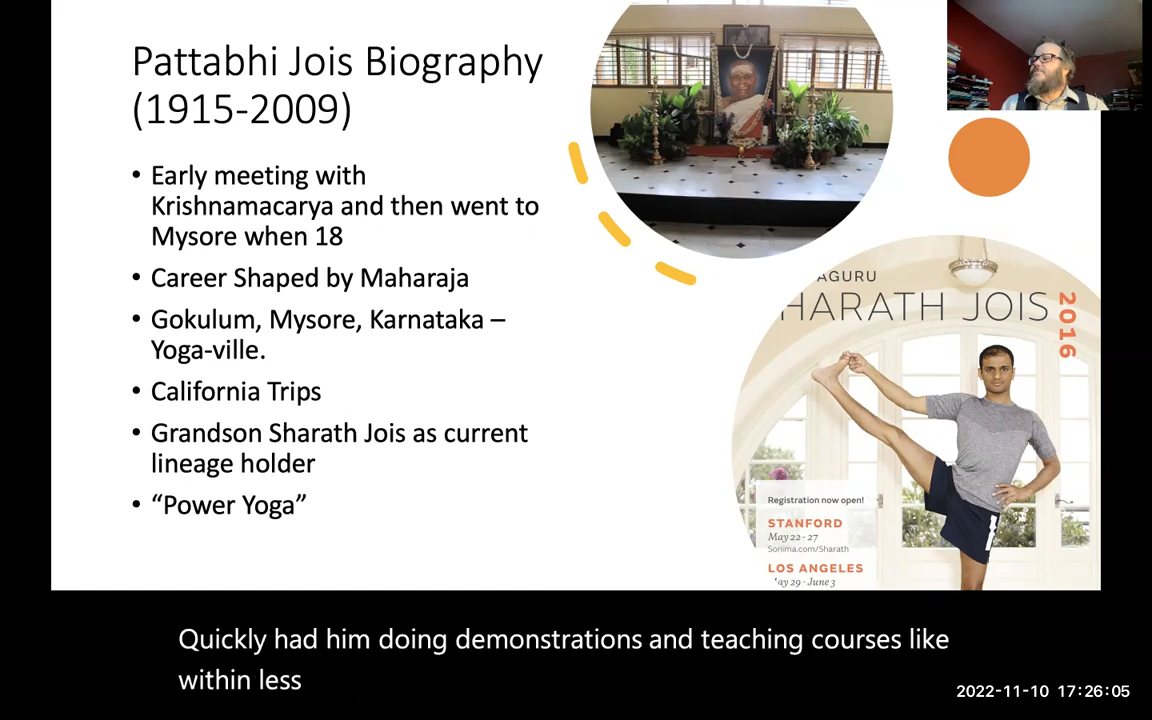 Pattabhi Jois Biography
(1915-2009)
• Early meeting with
Krishnamacarya and then went to
Mysore when 18
• Career Shaped by Maharaja
• Gokulum, Mysore, Karnataka –
Yoga-ville.
• California Trips
• Grandson Sharath Jois as current
lineage holder
• “Power Yoga”
AGURU
HARATH JOIS
2016
Registration now open!
STANFORD
May 22 - 27
Sonima.com/Sharath
LOS ANGELES
ay 29 - June 3
Quickly had him doing demonstrations and teaching courses like
within less
2022-11-10 17:26:05